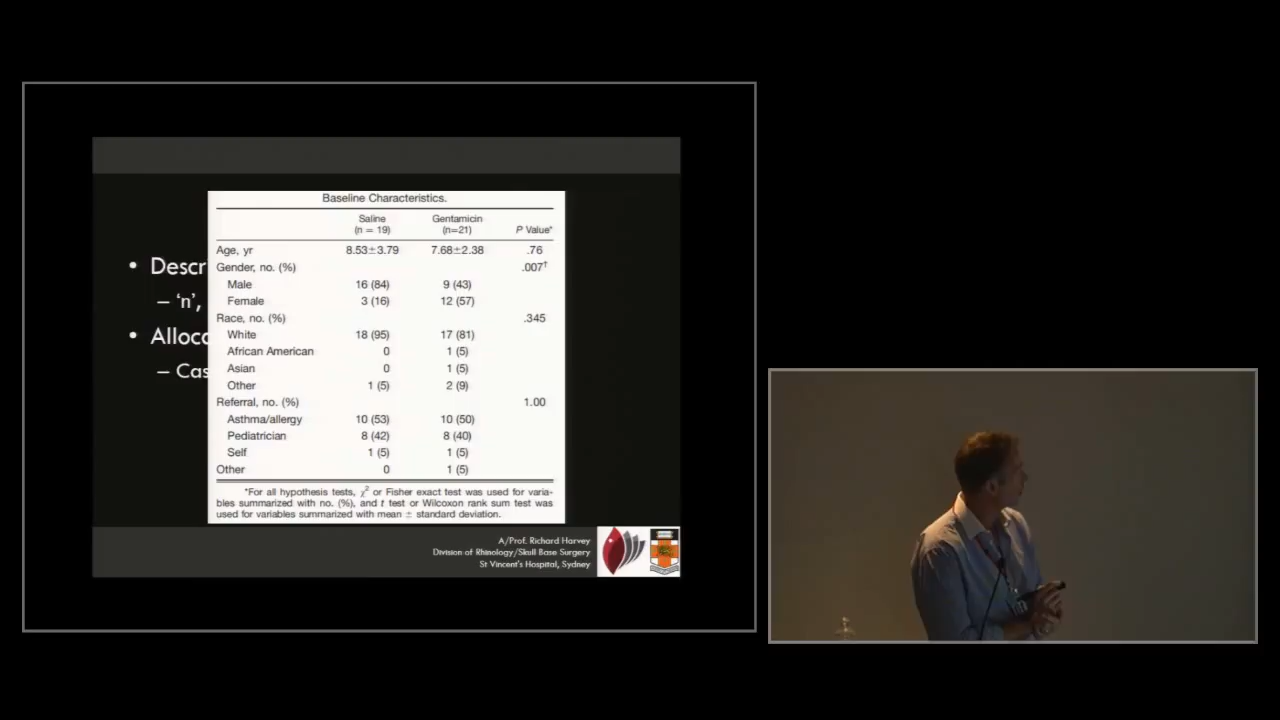 • Descr
– ‘n’,
• Alloca
– Cas
Baseline Characteristics.
Saline (n = 19) Gentamicin (n=21) P Value*
Age, yr 8.53±3.79 7.68±2.38 .76
Gender, no. (%) .007†
Male 16 (84) 9 (43)
Female 3 (16) 12 (57)
Race, no. (%) .345
White 18 (95) 17 (81)
African American 0 1 (5)
Asian 0 1 (5)
Other 1 (5) 2 (9)
Referral, no. (%) 1.00
Asthma/allergy 10 (53) 10 (50)
Pediatrician 8 (42) 8 (40)
Self 1 (5) 1 (5)
Other 0 1 (5)
*For all hypothesis tests, χ² or Fisher exact test was used for varia-
bles summarized with no. (%), and t test or Wilcoxon rank sum test was
used for variables summarized with mean ± standard deviation.
A/Prof. Richard Harvey
Division of Rhinology/Skull Base Surgery
St Vincent's Hospital, Sydney